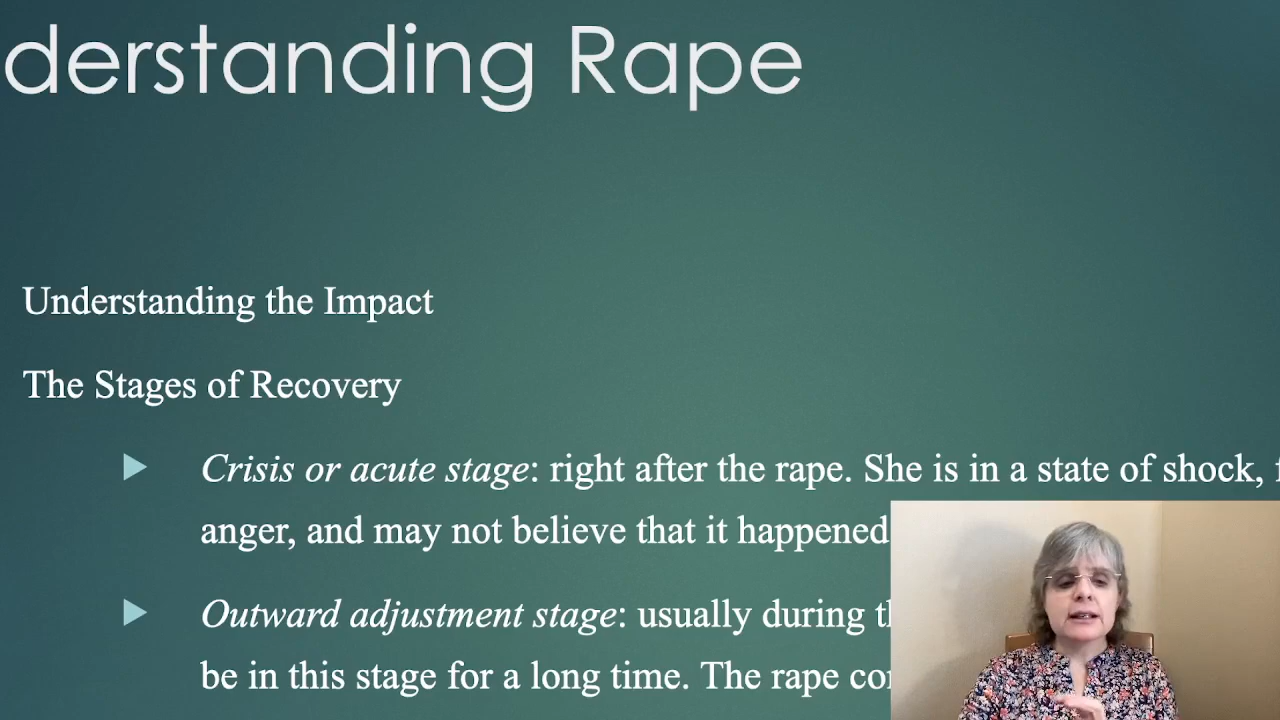 derstanding Rape
Understanding the Impact
The Stages of Recovery
Crisis or acute stage: right after the rape. She is in a state of shock,
anger, and may not believe that it happened
Outward adjustment stage: usually during
be in this stage for a long time. The rape